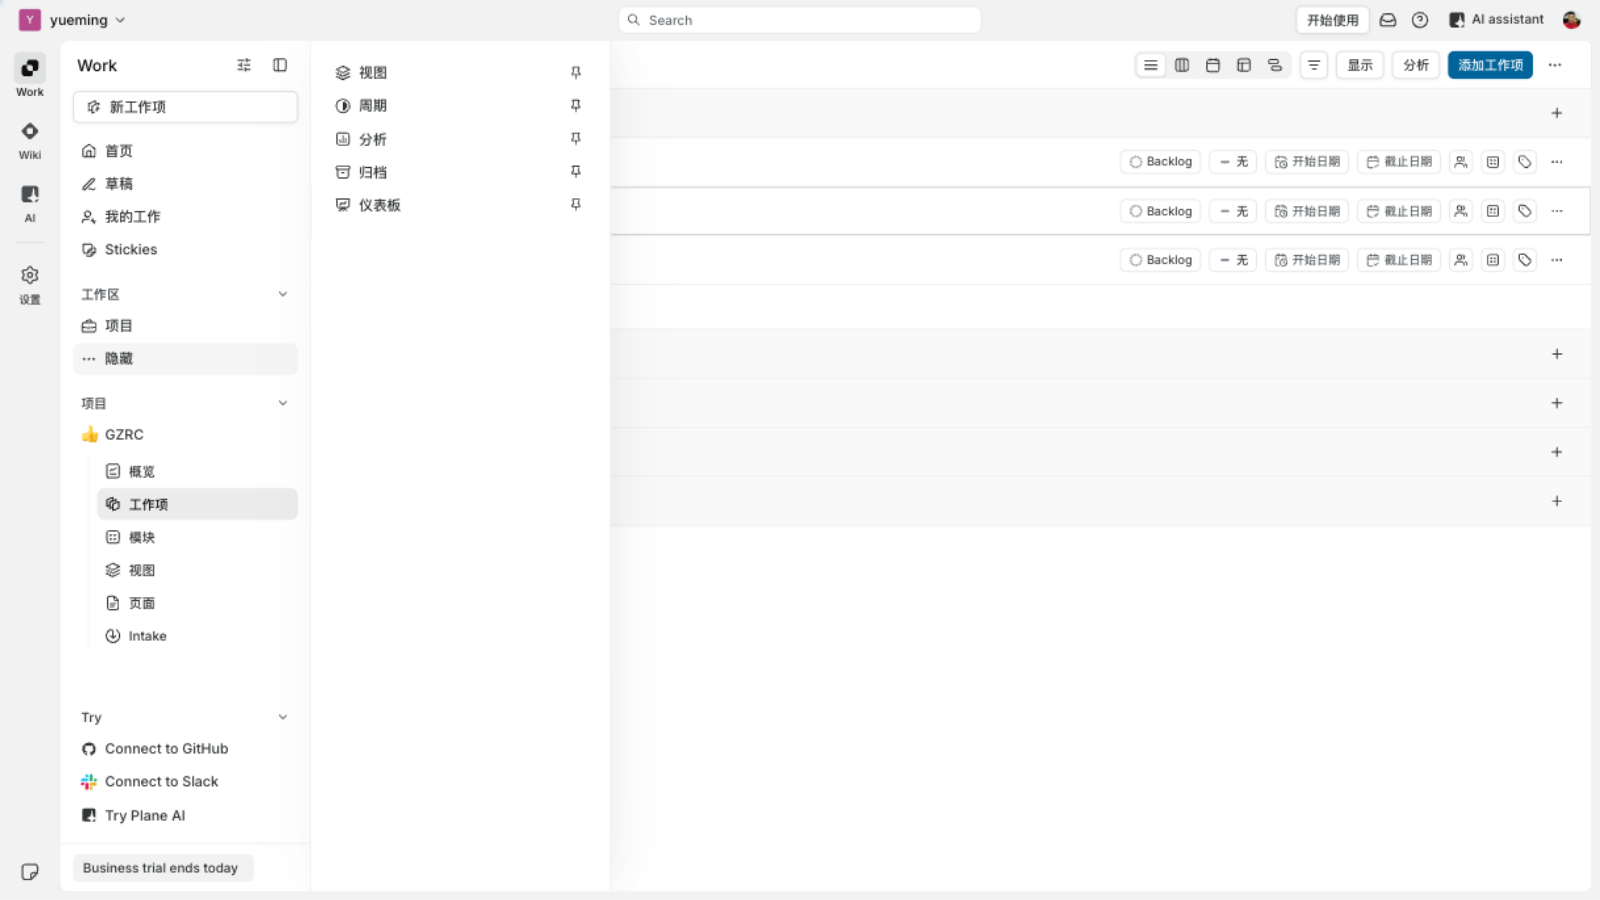 Y yueming
Search
开始使用
AI assistant
Work
Wiki
AI
设置
Work
新工作项
首页
草稿
我的工作
Stickies
工作区
项目
隐藏
项目
GZRC
概览
工作项
模块
视图
页面
Intake
Try
Connect to GitHub
Connect to Slack
Try Plane AI
Business trial ends today
视图
周期
分析
归档
仪表板
显示
分析
添加工作项
Backlog 无 开始日期 截止日期
Backlog 无 开始日期 截止日期
Backlog 无 开始日期 截止日期